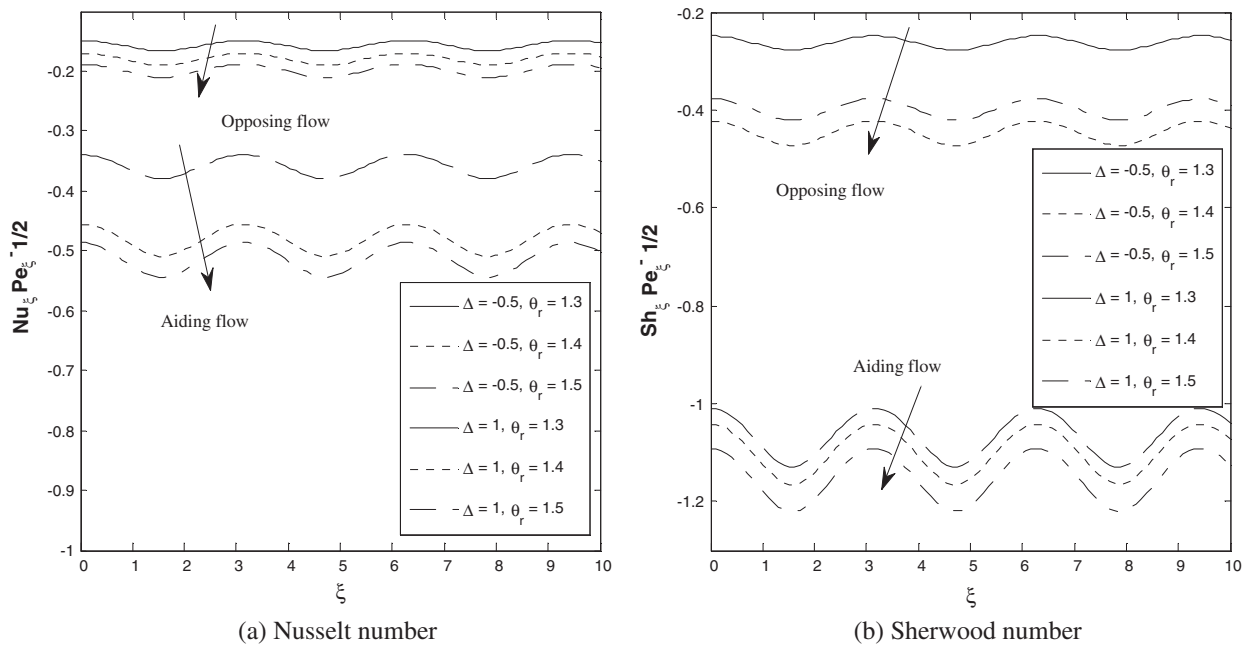 -0.2
-0.3
-0.4
-0.5
-0.6
-0.7
-0.8
-0.9
-1
0 1 2 3 4 5 6 7 8 9 10
Nu_ξ Pe_ξ^- 1/2
ξ
Opposing flow
Aiding flow
Δ = -0.5, θ_r = 1.3
Δ = -0.5, θ_r = 1.4
Δ = -0.5, θ_r = 1.5
Δ = 1, θ_r = 1.3
Δ = 1, θ_r = 1.4
Δ = 1, θ_r = 1.5
(a) Nusselt number
-0.2
-0.4
-0.6
-0.8
-1
-1.2
-1.3
0 1 2 3 4 5 6 7 8 9 10
Sh_ξ Pe_ξ^- 1/2
ξ
Opposing flow
Aiding flow
Δ = -0.5, θ_r = 1.3
Δ = -0.5, θ_r = 1.4
Δ = -0.5, θ_r = 1.5
Δ = 1, θ_r = 1.3
Δ = 1, θ_r = 1.4
Δ = 1, θ_r = 1.5
(b) Sherwood number